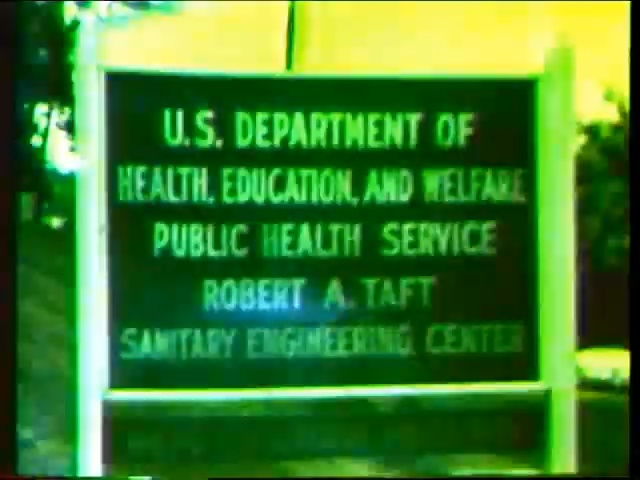 U.S. DEPARTMENT OF
HEALTH, EDUCATION, AND WELFARE
PUBLIC HEALTH SERVICE
ROBERT A. TAFT
SANITARY ENGINEERING CENTER